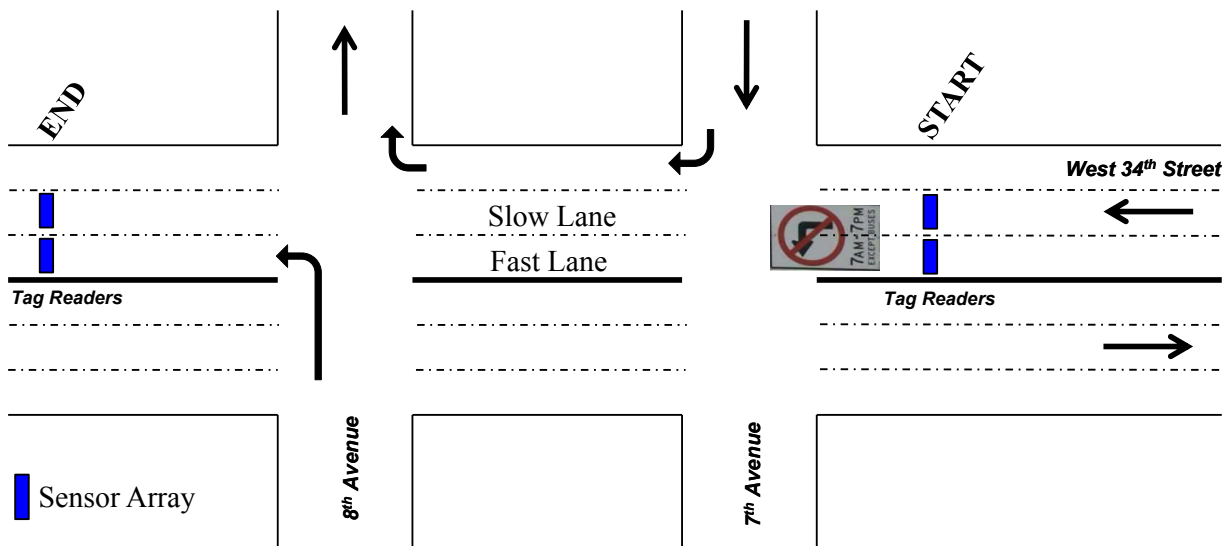 END
START
West 34th Street
Slow Lane
Fast Lane
7AM-7PM
EXCEPT BUSES
Tag Readers
Tag Readers
8th Avenue
7th Avenue
Sensor Array